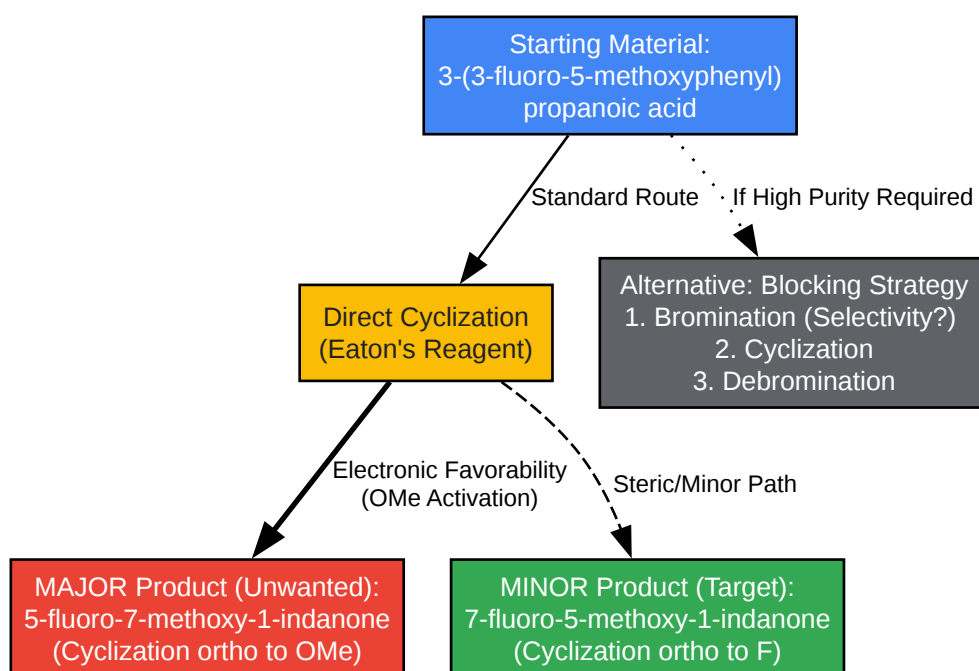 Starting Material:
3-(3-fluoro-5-methoxyphenyl)
propanoic acid
Standard Route
If High Purity Required
Direct Cyclization
(Eaton's Reagent)
Alternative: Blocking Strategy
1. Bromination (Selectivity?)
2. Cyclization
3. Debromination
Electronic Favorability
(OMe Activation)
Steric/Minor Path
MAJOR Product (Unwanted):
5-fluoro-7-methoxy-1-indanone
(Cyclization ortho to OMe)
MINOR Product (Target):
7-fluoro-5-methoxy-1-indanone
(Cyclization ortho to F)